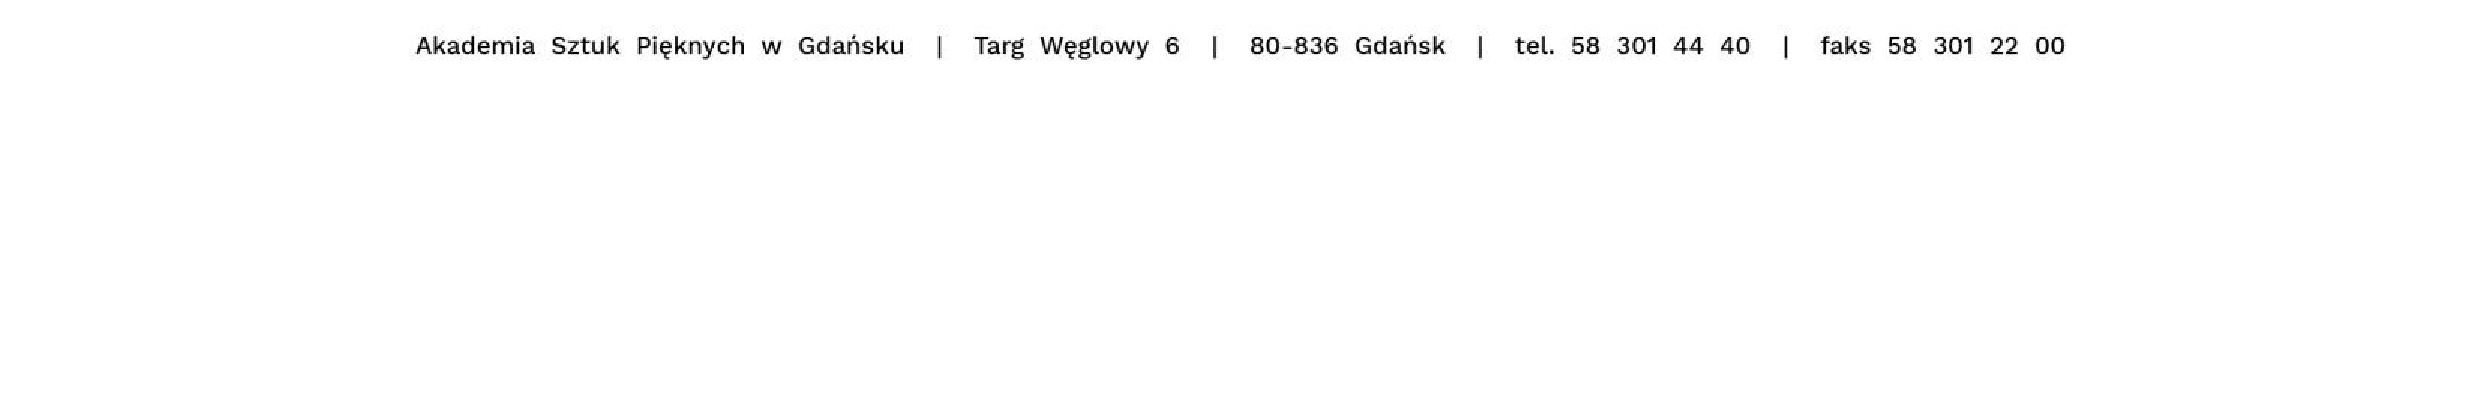 Akademia Sztuk Pięknych w Gdańsku | Targ Węglowy 6 | 80-836 Gdańsk | tel. 58 301 44 40 | faks 58 301 22 00